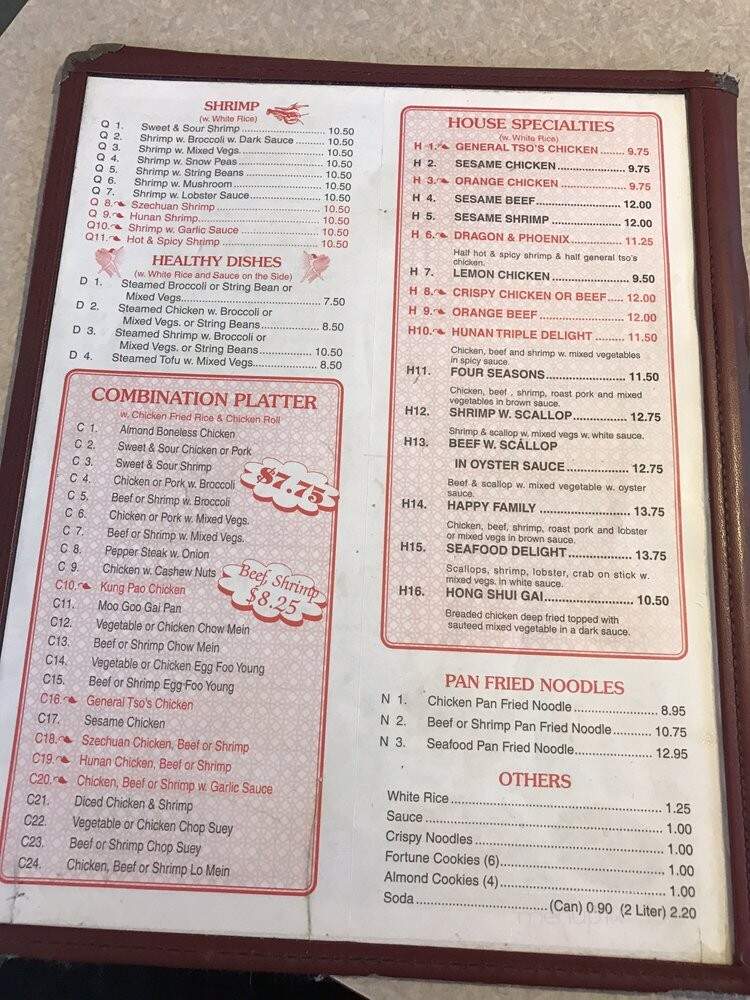 SHRIMP
(w. White Rice)
Q 1. Sweet & Sour Shrimp ........ 10.50
Q 2. Shrimp w. Broccoli w. Dark Sauce ........ 10.50
Q 3. Shrimp w. Mixed Vegs. ........ 10.50
Q 4. Shrimp w. Snow Peas ........ 10.50
Q 5. Shrimp w. String Beans ........ 10.50
Q 6. Shrimp w. Mushroom ........ 10.50
Q 7. Shrimp w. Lobster Sauce ........ 10.50
Q 8. Szechuan Shrimp ........ 10.50
Q 9. Hunan Shrimp ........ 10.50
Q10. Shrimp w. Garlic Sauce ........ 10.50
Q11. Hot & Spicy Shrimp ........ 10.50
HEALTHY DISHES
(w. White Rice and Sauce on the Side)
D 1. Steamed Broccoli or String Bean or
Mixed Vegs. ........ 7.50
D 2. Steamed Chicken w. Broccoli or
Mixed Vegs. or String Beans ........ 8.50
D 3. Steamed Shrimp w. Broccoli or
Mixed Vegs. or String Beans ........ 10.50
D 4. Steamed Tofu w. Mixed Vegs. ........ 8.50
COMBINATION PLATTER
w. Chicken Fried Rice & Chicken Roll
C 1. Almond Boneless Chicken
C 2. Sweet & Sour Chicken or Pork
C 3. Sweet & Sour Shrimp
C 4. Chicken or Pork w. Broccoli
$7.75
C 5. Beef or Shrimp w. Broccoli
C 6. Chicken or Pork w. Mixed Vegs.
C 7. Beef or Shrimp w. Mixed Vegs.
C 8. Pepper Steak w. Onion
C 9. Chicken w. Cashew Nuts
Beef, Shrimp
$8.25
C10. Kung Pao Chicken
C11. Moo Goo Gai Pan
C12. Vegetable or Chicken Chow Mein
C13. Beef or Shrimp Chow Mein
C14. Vegetable or Chicken Egg Foo Young
C15. Beef or Shrimp Egg Foo Young
C16. General Tso's Chicken
C17. Sesame Chicken
C18. Szechuan Chicken, Beef or Shrimp
C19. Hunan Chicken, Beef or Shrimp
C20. Chicken, Beef or Shrimp w. Garlic Sauce
C21. Diced Chicken & Shrimp
C22. Vegetable or Chicken Chop Suey
C23. Beef or Shrimp Chop Suey
C24. Chicken, Beef or Shrimp Lo Mein
HOUSE SPECIALTIES
(w. White Rice)
H 1. GENERAL TSO'S CHICKEN ........ 9.75
H 2. SESAME CHICKEN ........ 9.75
H 3. ORANGE CHICKEN ........ 9.75
H 4. SESAME BEEF ........ 12.00
H 5. SESAME SHRIMP ........ 12.00
H 6. DRAGON & PHOENIX ........ 11.25
Half hot & spicy shrimp & half general tso's
chicken.
H 7. LEMON CHICKEN ........ 9.50
H 8. CRISPY CHICKEN OR BEEF ..... 12.00
H 9. ORANGE BEEF ........ 12.00
H10. HUNAN TRIPLE DELIGHT ........ 11.50
Chicken, beef and shrimp w. mixed vegetables
in spicy sauce.
H11. FOUR SEASONS ........ 11.50
Chicken, beef , shrimp, roast pork and mixed
vegetables in brown sauce.
H12. SHRIMP W. SCALLOP ........ 12.75
Shrimp & scallop w. mixed vegs w. white sauce.
H13. BEEF W. SCALLOP
IN OYSTER SAUCE ........ 12.75
Beef & scallop w. mixed vegetable w. oyster
sauce.
H14. HAPPY FAMILY ........ 13.75
Chicken, beef, shrimp, roast pork and lobster
or mixed vegs in brown sauce.
H15. SEAFOOD DELIGHT ........ 13.75
Scallops, shrimp, lobster, crab on stick w.
mixed vegs. in white sauce.
H16. HONG SHUI GAI ........ 10.50
Breaded chicken deep fried topped with
sauteed mixed vegetable in a dark sauce.
PAN FRIED NOODLES
N 1. Chicken Pan Fried Noodle ........ 8.95
N 2. Beef or Shrimp Pan Fried Noodle ........ 10.75
N 3. Seafood Pan Fried Noodle ........ 12.95
OTHERS
White Rice ........ 1.25
Sauce ........ 1.00
Crispy Noodles ........ 1.00
Fortune Cookies (6) ........ 1.00
Almond Cookies (4) ........ 1.00
Soda ........ (Can) 0.90 (2 Liter) 2.20